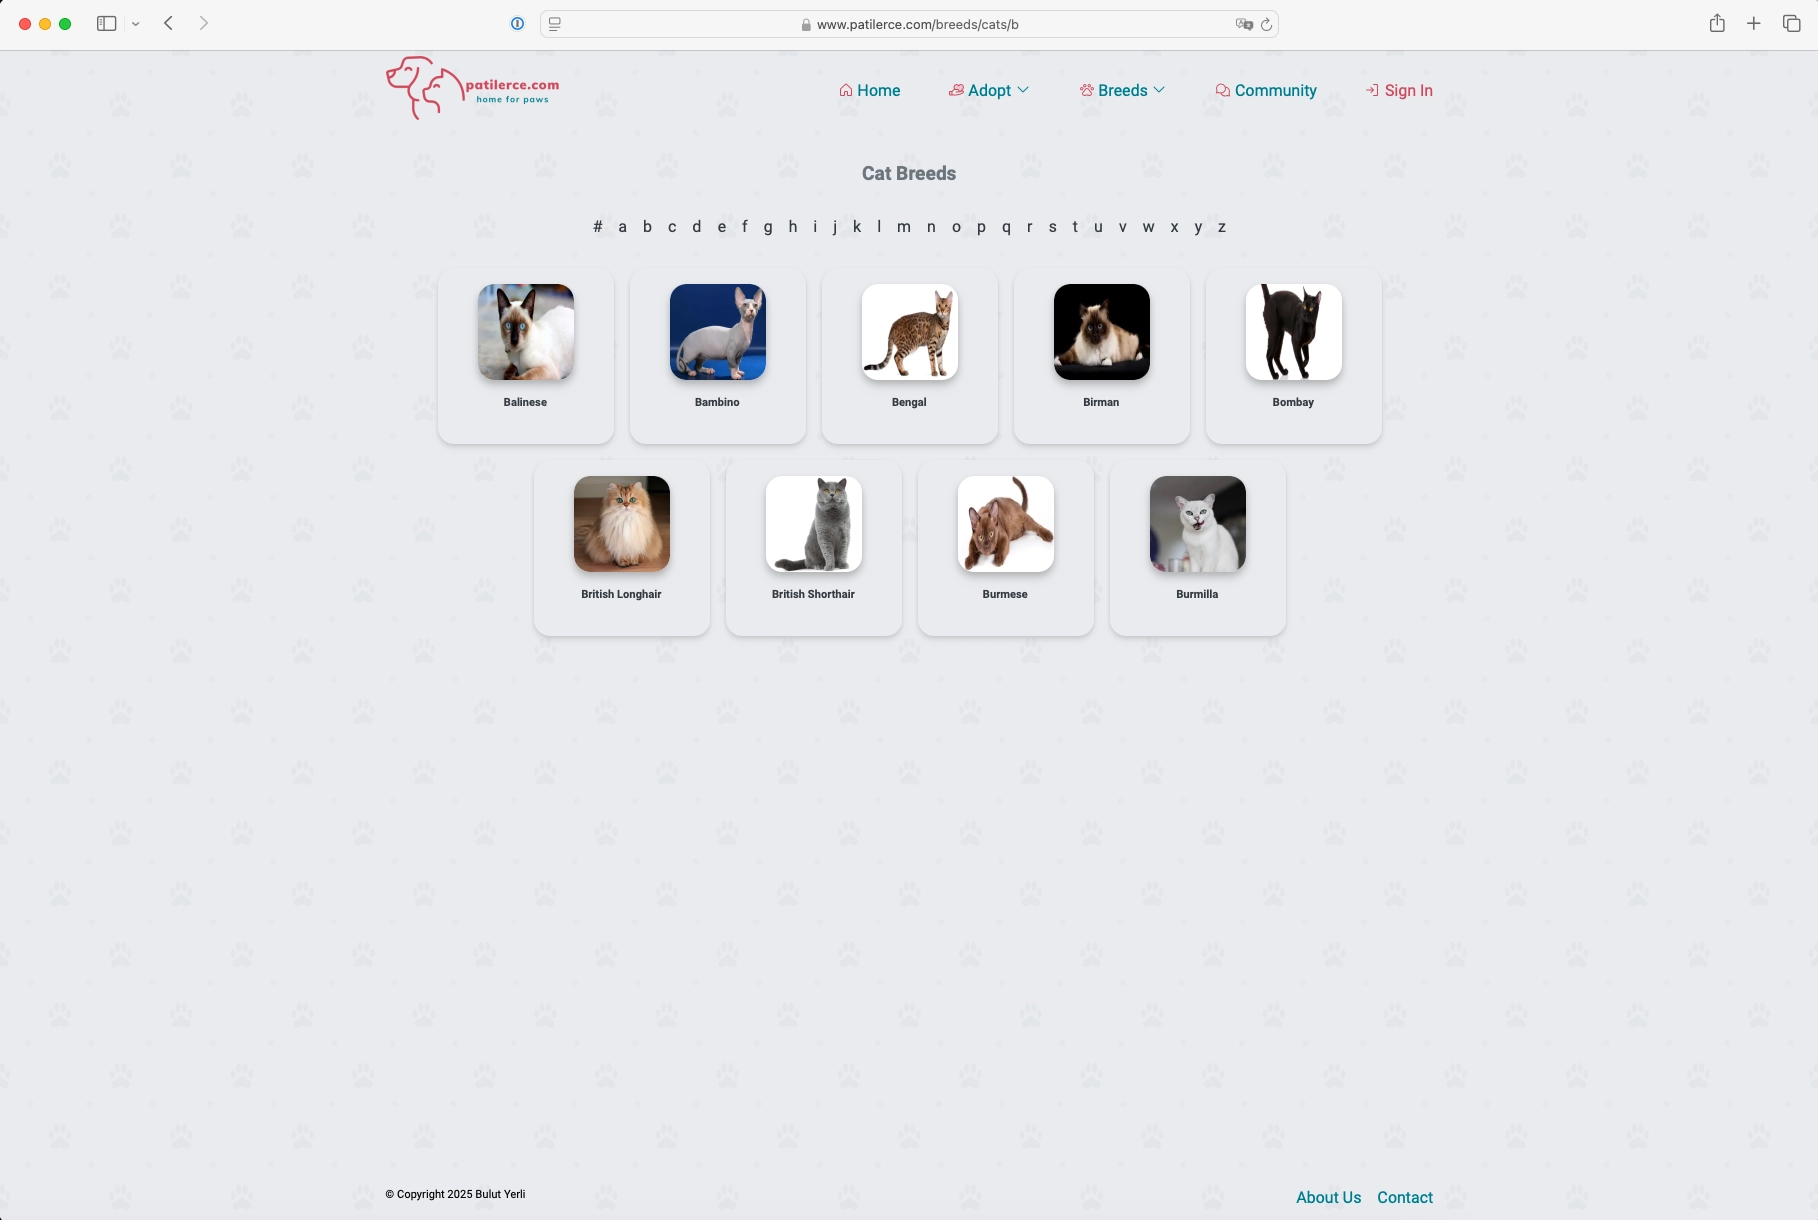 www.patilerce.com/breeds/cats/b
patilerce.com
home for paws
Home
Adopt
Breeds
Community
Sign In
Cat Breeds
# a b c d e f g h i j k l m n o p q r s t u v w x y z
Balinese
Bambino
Bengal
Birman
Bombay
British Longhair
British Shorthair
Burmese
Burmilla
© Copyright 2025 Bulut Yerli
About Us
Contact